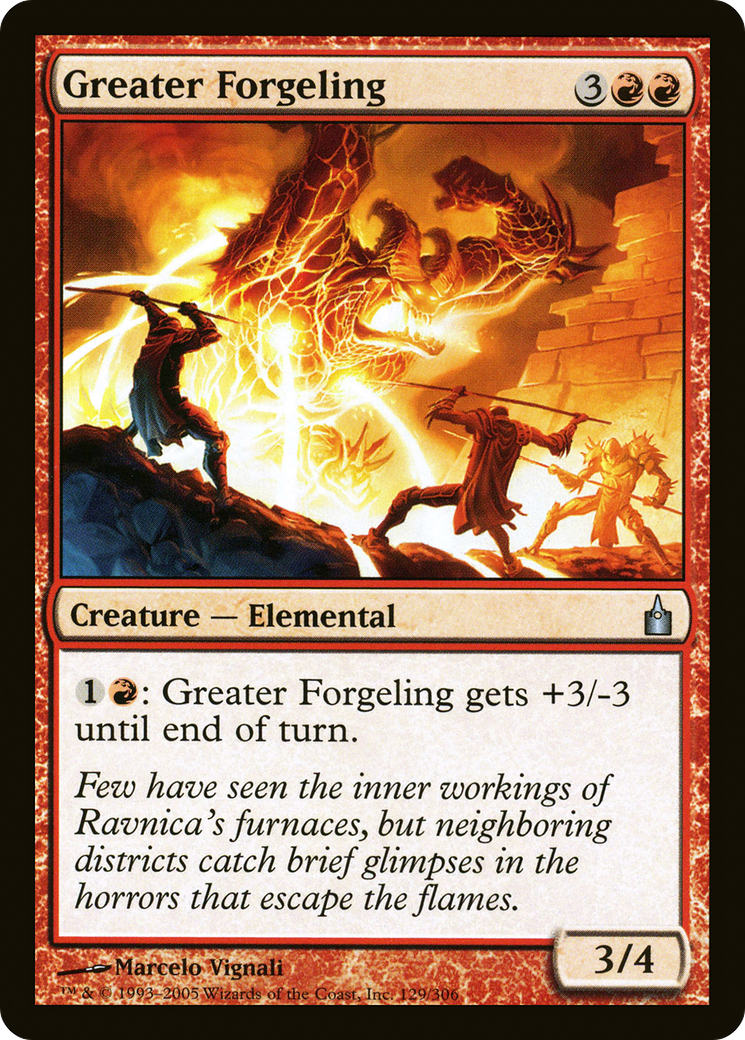 Greater Forgeling 3
Creature — Elemental
1 : Greater Forgeling gets +3/-3
until end of turn.
Few have seen the inner workings of
Ravnica's furnaces, but neighboring
districts catch brief glimpses in the
horrors that escape the flames.
3/4
Marcelo Vignali
™ & © 1993–2005 Wizards of the Coast, Inc. 129/306